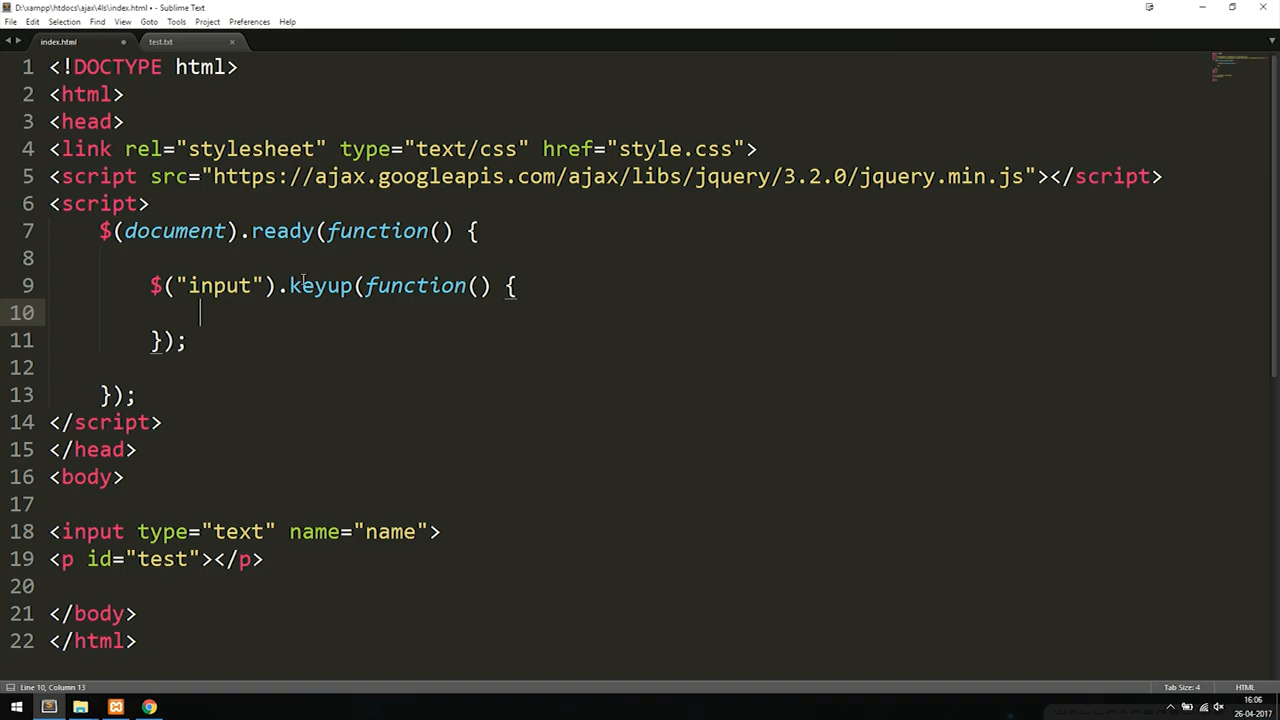 D:\xampp\htdocs\ajax\4ls\index.html • - Sublime Text
File Edit Selection Find View Goto Tools Project Preferences Help
index.html test.txt
1 <!DOCTYPE html>
2 <html>
3 <head>
4 <link rel="stylesheet" type="text/css" href="style.css">
5 <script src="https://ajax.googleapis.com/ajax/libs/jquery/3.2.0/jquery.min.js"></script>
6 <script>
7 $(document).ready(function() {
8
9 $("input").keyup(function() {
10
11 });
12
13 });
14 </script>
15 </head>
16 <body>
17
18 <input type="text" name="name">
19 <p id="test"></p>
20
21 </body>
22 </html>
Line 10, Column 13 Tab Size: 4 HTML
16:06
26-04-2017